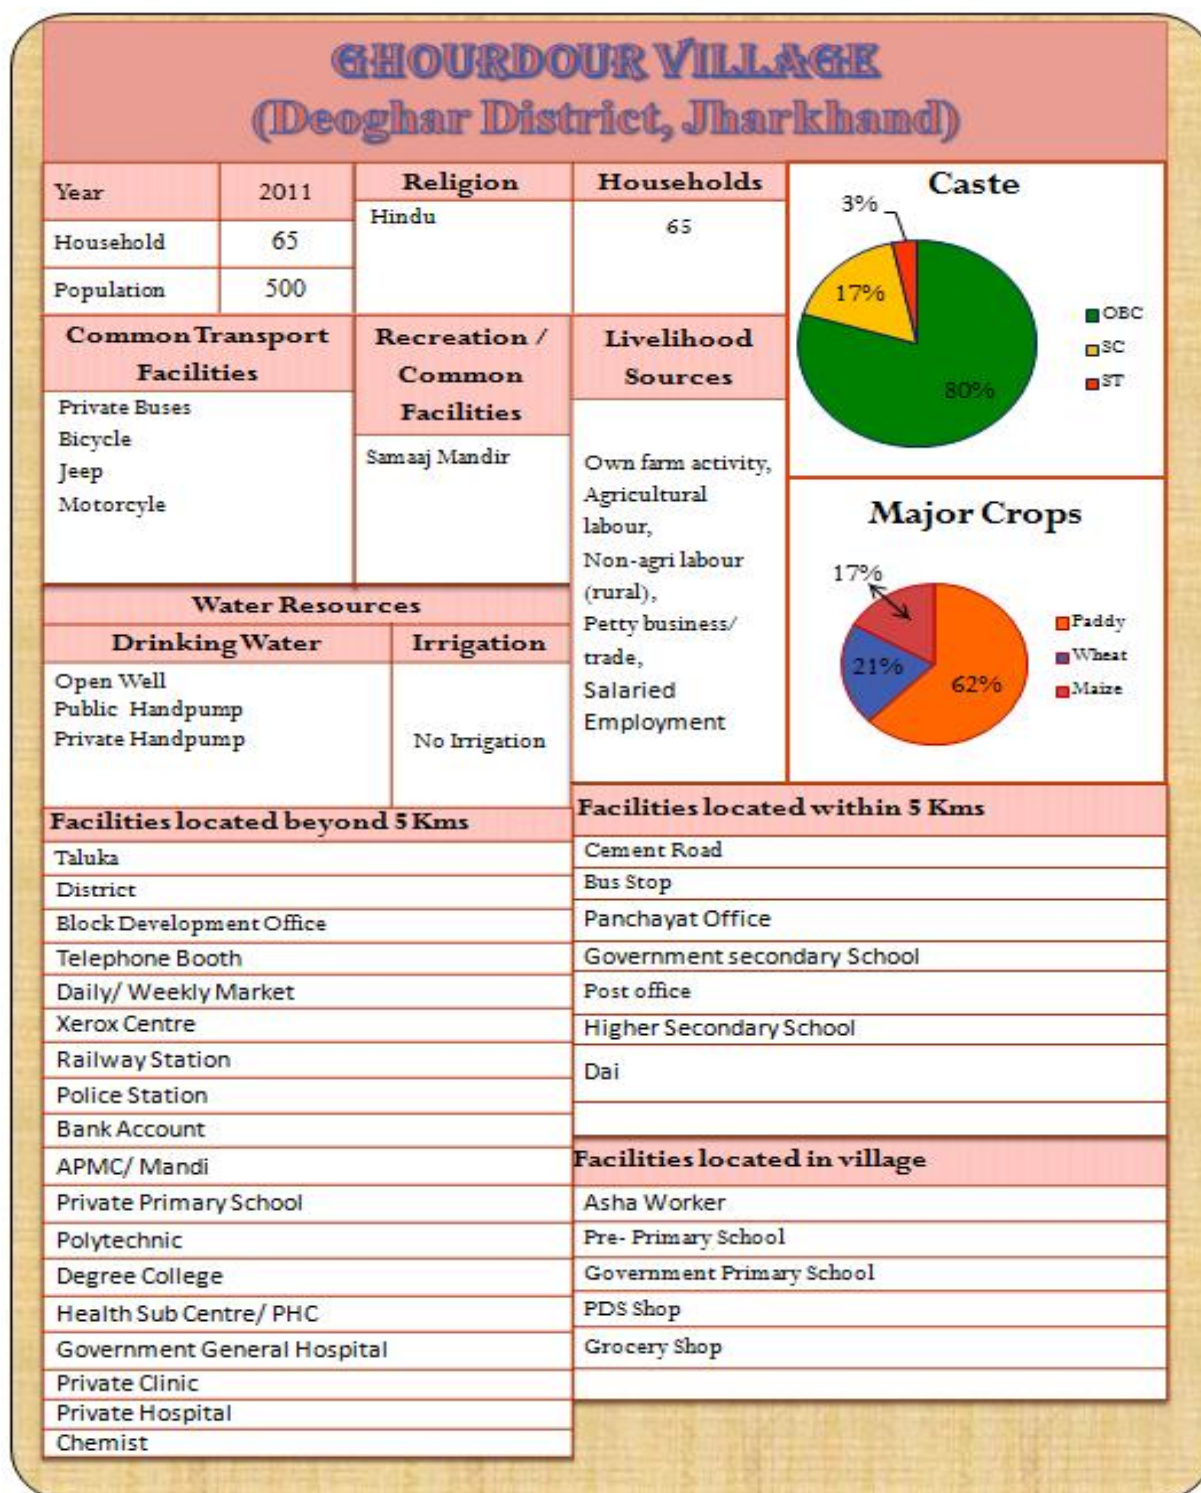 GHOURDOUR VILLAGE
(Deoghar District, Jharkhand)
Year 2011
Household 65
Population 500
Religion
Hindu
Households
65
Caste
3%
17%
80%
OBC
SC
ST
Common Transport
Facilities
Private Buses
Bicycle
Jeep
Motorcyle
Recreation /
Common
Facilities
Samaaj Mandir
Livelihood
Sources
Own farm activity,
Agricultural
labour,
Non-agri labour
(rural),
Petty business/
trade,
Salaried
Employment
Major Crops
17%
21%
62%
Paddy
Wheat
Maize
Water Resources
Drinking Water
Open Well
Public Handpump
Private Handpump
Irrigation
No Irrigation
Facilities located beyond 5 Kms
Taluka
District
Block Development Office
Telephone Booth
Daily/ Weekly Market
Xerox Centre
Railway Station
Police Station
Bank Account
APMC/ Mandi
Private Primary School
Polytechnic
Degree College
Health Sub Centre/ PHC
Government General Hospital
Private Clinic
Private Hospital
Chemist
Facilities located within 5 Kms
Cement Road
Bus Stop
Panchayat Office
Government secondary School
Post office
Higher Secondary School
Dai
Facilities located in village
Asha Worker
Pre- Primary School
Government Primary School
PDS Shop
Grocery Shop